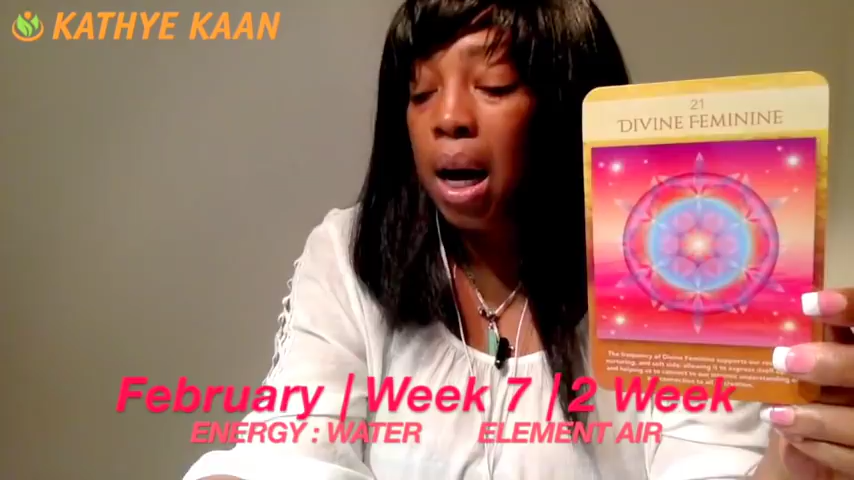 KATHYE KAAN
21
DIVINE FEMININE
The frequency of Divine Feminine supports our
nurturing, and soft side: allowing it to express itself
and helping us to connect to our intrinsic understanding
connection to all of creation.
February | Week 7 | 2 Week
ENERGY : WATER ELEMENT AIR